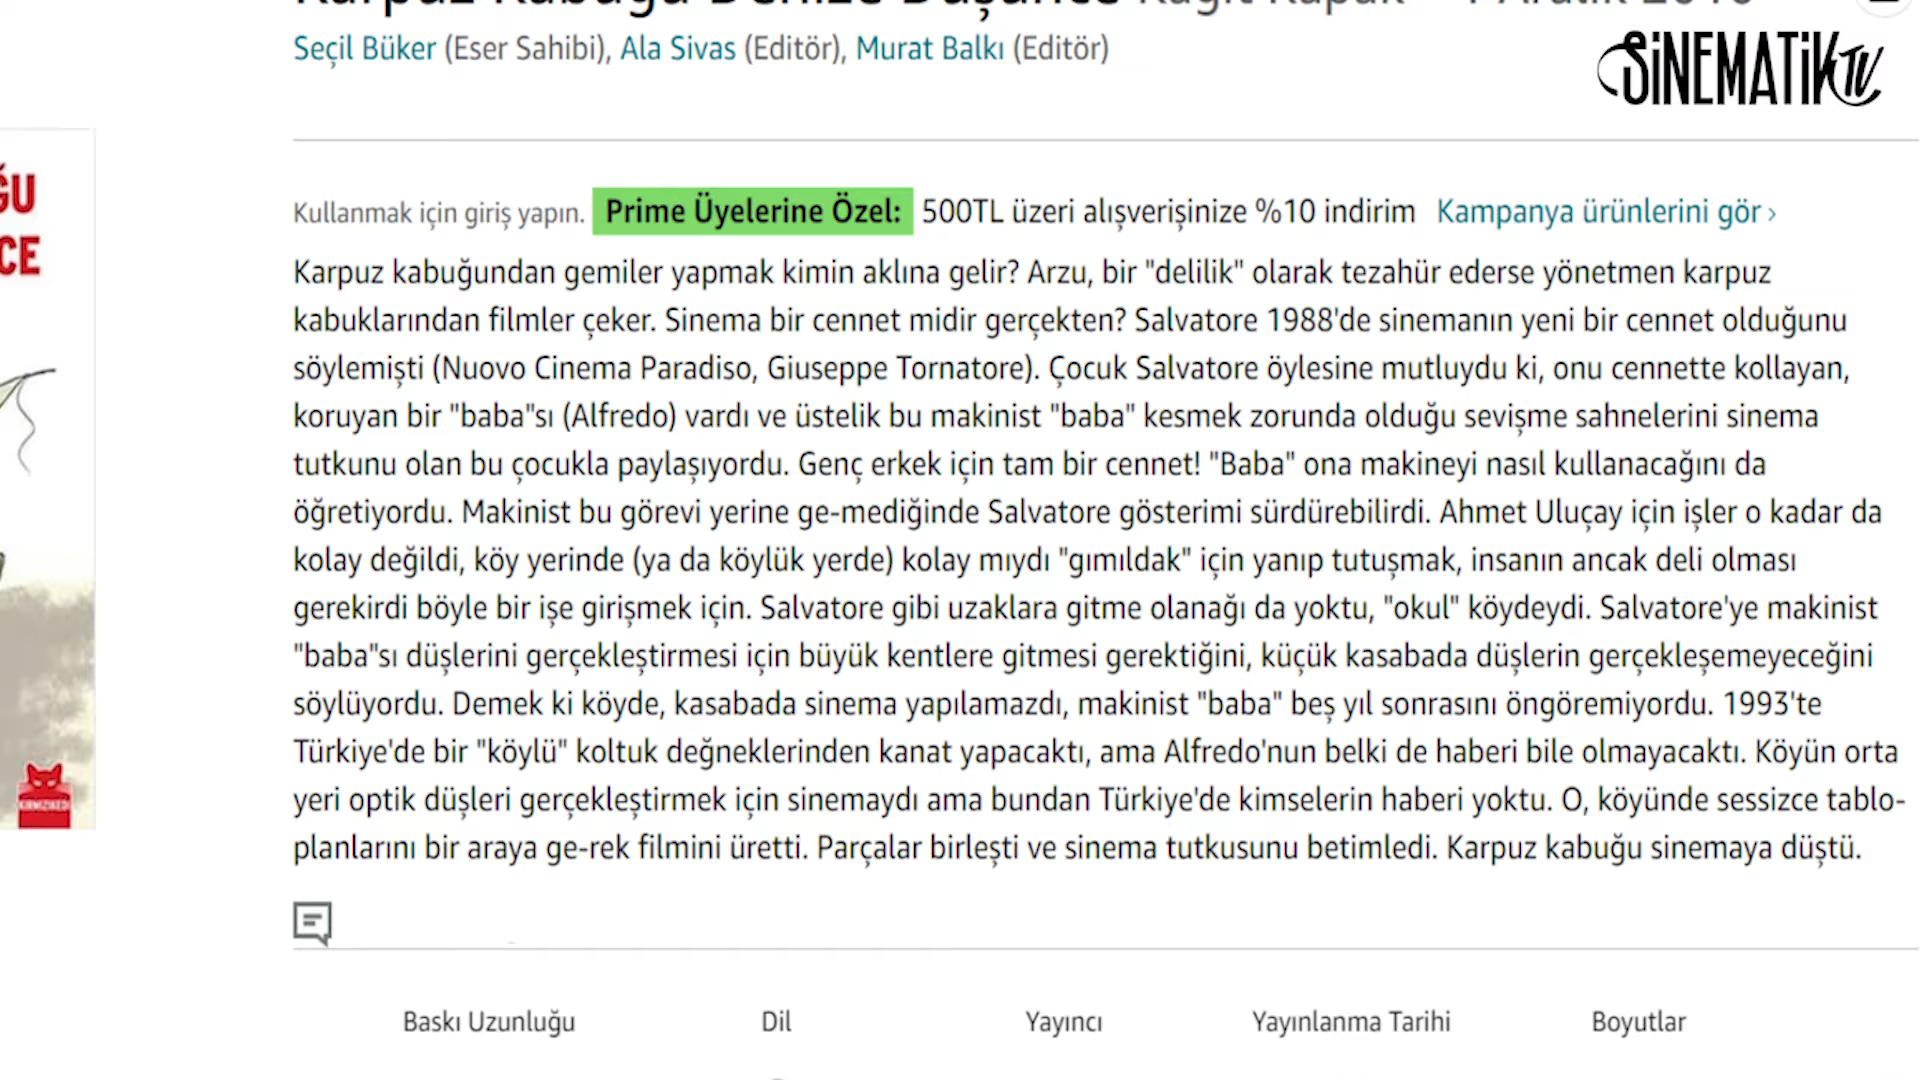 Karpuz Kabuğu Denize Düşünce Kağıt Kapak
Seçil Büker (Eser Sahibi), Ala Sivas (Editör), Murat Balkı (Editör)
SiNEMATiK TV
ĞU
CE
KIRMIZIKEDİ
Kullanmak için giriş yapın. Prime Üyelerine Özel: 500TL üzeri alışverişinize %10 indirim Kampanya ürünlerini gör ›
Karpuz kabuğundan gemiler yapmak kimin aklına gelir? Arzu, bir "delilik" olarak tezahür ederse yönetmen karpuz
kabuklarından filmler çeker. Sinema bir cennet midir gerçekten? Salvatore 1988'de sinemanın yeni bir cennet olduğunu
söylemişti (Nuovo Cinema Paradiso, Giuseppe Tornatore). Çocuk Salvatore öylesine mutluydu ki, onu cennette kollayan,
koruyan bir "baba"sı (Alfredo) vardı ve üstelik bu makinist "baba" kesmek zorunda olduğu sevişme sahnelerini sinema
tutkunu olan bu çocukla paylaşıyordu. Genç erkek için tam bir cennet! "Baba" ona makineyi nasıl kullanacağını da
öğretiyordu. Makinist bu görevi yerine ge-mediğinde Salvatore gösterimi sürdürebilirdi. Ahmet Uluçay için işler o kadar da
kolay değildi, köy yerinde (ya da köylük yerde) kolay mıydı "gımıldak" için yanıp tutuşmak, insanın ancak deli olması
gerekirdi böyle bir işe girişmek için. Salvatore gibi uzaklara gitme olanağı da yoktu, "okul" köydeydi. Salvatore'ye makinist
"baba"sı düşlerini gerçekleştirmesi için büyük kentlere gitmesi gerektiğini, küçük kasabada düşlerin gerçekleşemeyeceğini
söylüyordu. Demek ki köyde, kasabada sinema yapılamazdı, makinist "baba" beş yıl sonrasını öngöremiyordu. 1993'te
Türkiye'de bir "köylü" koltuk değneklerinden kanat yapacaktı, ama Alfredo'nun belki de haberi bile olmayacaktı. Köyün orta
yeri optik düşleri gerçekleştirmek için sinemaydı ama bundan Türkiye'de kimselerin haberi yoktu. O, köyünde sessizce tablo-
planlarını bir araya ge-rek filmini üretti. Parçalar birleşti ve sinema tutkusunu betimledi. Karpuz kabuğu sinemaya düştü.
Baskı Uzunluğu Dil Yayıncı Yayınlanma Tarihi Boyutlar